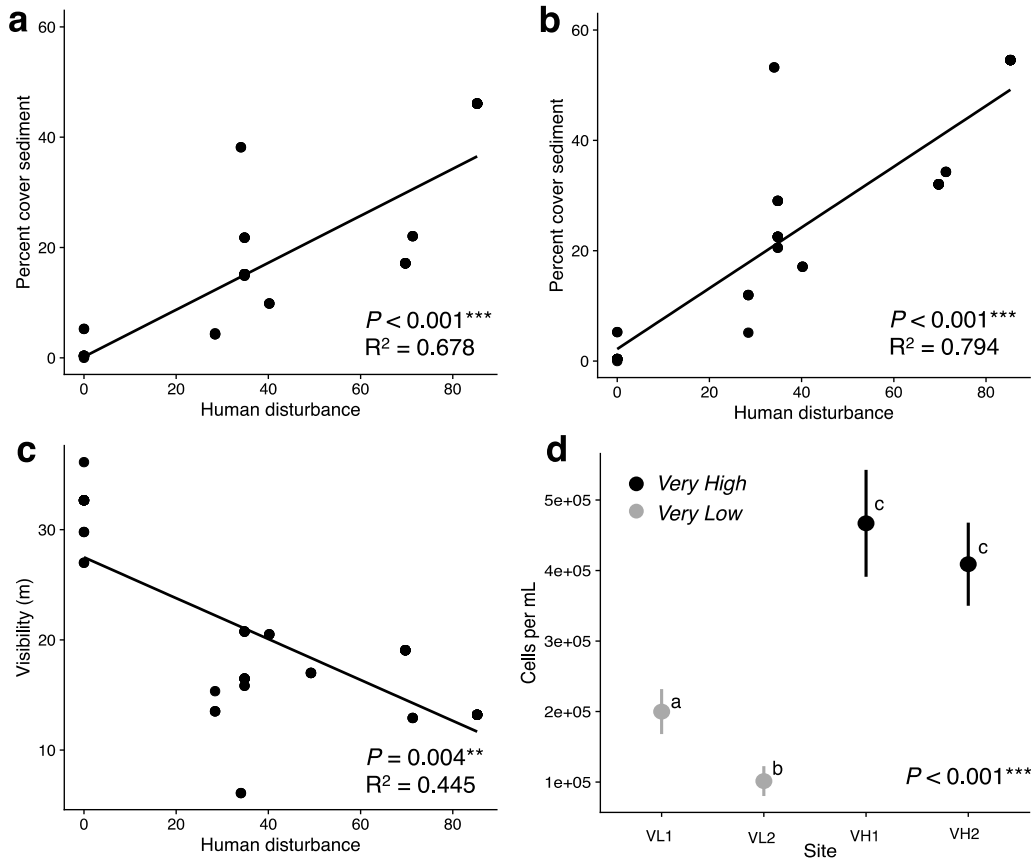 a
60
40
20
0
Percent cover sediment
P < 0.001***
R² = 0.678
0 20 40 60 80
Human disturbance
b
60
40
20
0
Percent cover sediment
P < 0.001***
R² = 0.794
0 20 40 60 80
Human disturbance
c
30
20
10
Visibility (m)
P = 0.004**
R² = 0.445
0 20 40 60 80
Human disturbance
d
Very High
Very Low
5e+05
4e+05
3e+05
2e+05
1e+05
Cells per mL
a
b
c
c
P < 0.001***
VL1 VL2 VH1 VH2
Site